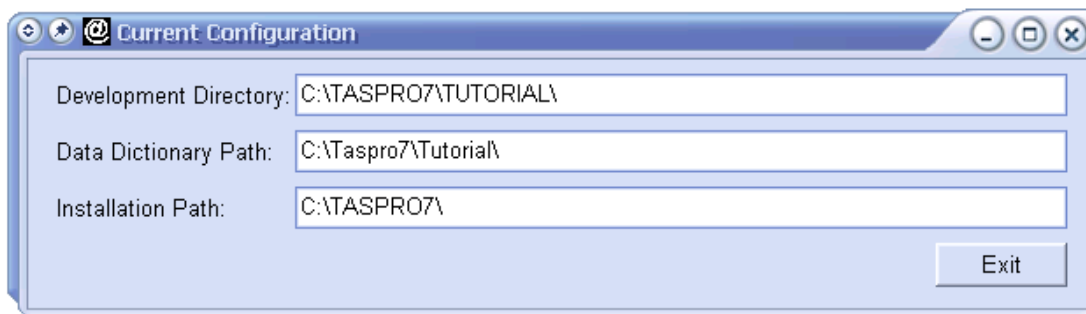 @ Current Configuration
Development Directory: C:\TASPRO7\TUTORIAL\
Data Dictionary Path: C:\Taspro7\Tutorial\
Installation Path: C:\TASPRO7\
Exit